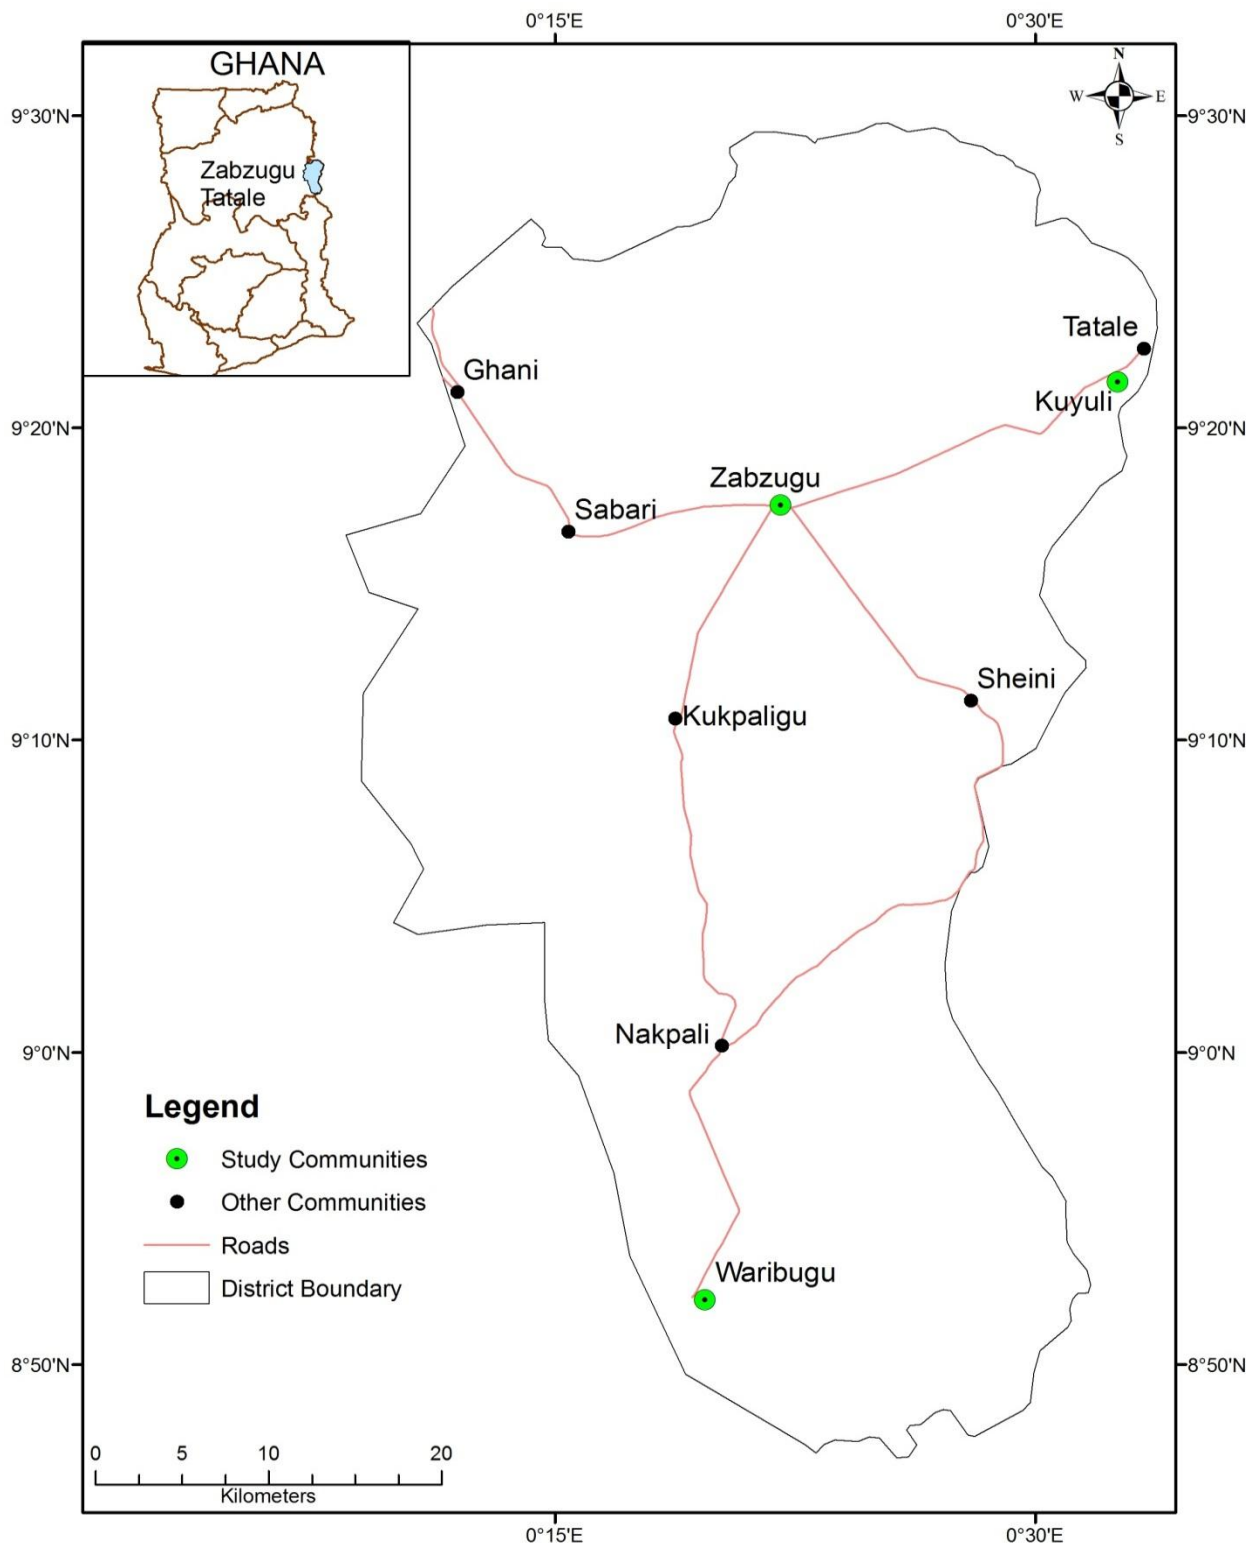 0°15'E 0°30'E
GHANA
N
W E
S
9°30'N 9°30'N
Zabzugu
Tatale
Tatale
Ghani
Kuyuli
9°20'N 9°20'N
Zabzugu
Sabari
Sheini
Kukpaligu
9°10'N 9°10'N
Nakpali
9°0'N 9°0'N
Legend
Study Communities
Other Communities
Roads
Waribugu
District Boundary
8°50'N 8°50'N
0 5 10 20
Kilometers
0°15'E 0°30'E